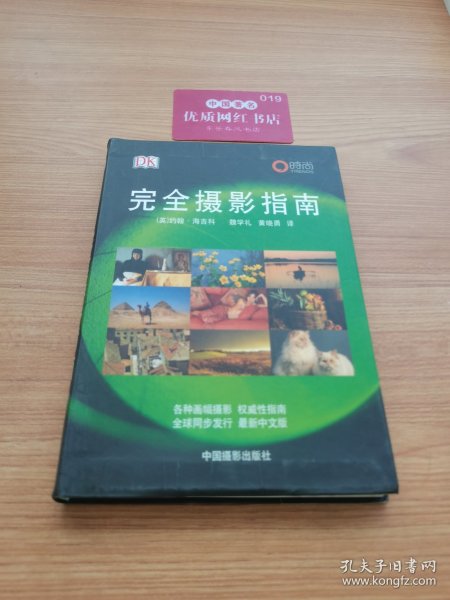 019
中国著名
优质网红书店
DK
时尚
TRENDS
完全摄影指南
(英)约翰·海吉科 魏学礼 黄晓勇 译
各种画幅摄影 权威性指南
全球同步发行 最新中文版
中国摄影出版社
孔夫子旧书网
www.kongfz.com